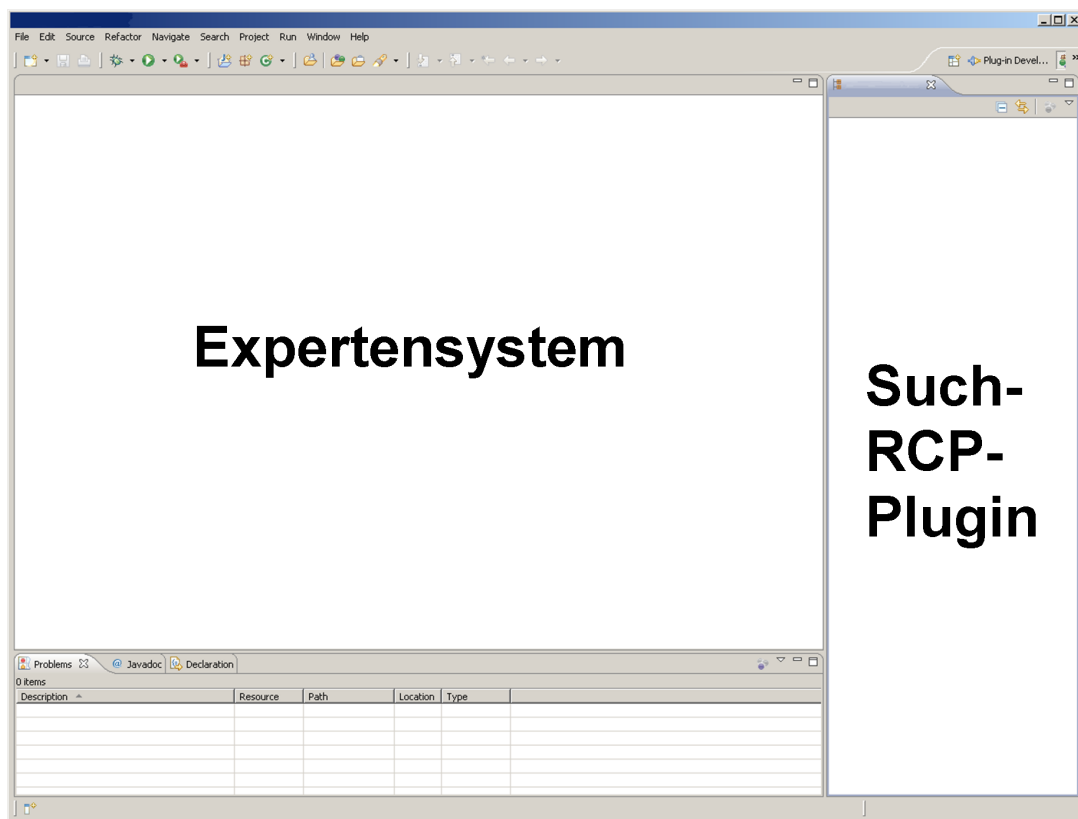 File Edit Source Refactor Navigate Search Project Run Window Help
Plug-in Devel...
Expertensystem
Such-
RCP-
Plugin
Problems Javadoc Declaration
0 items
Description Resource Path Location Type